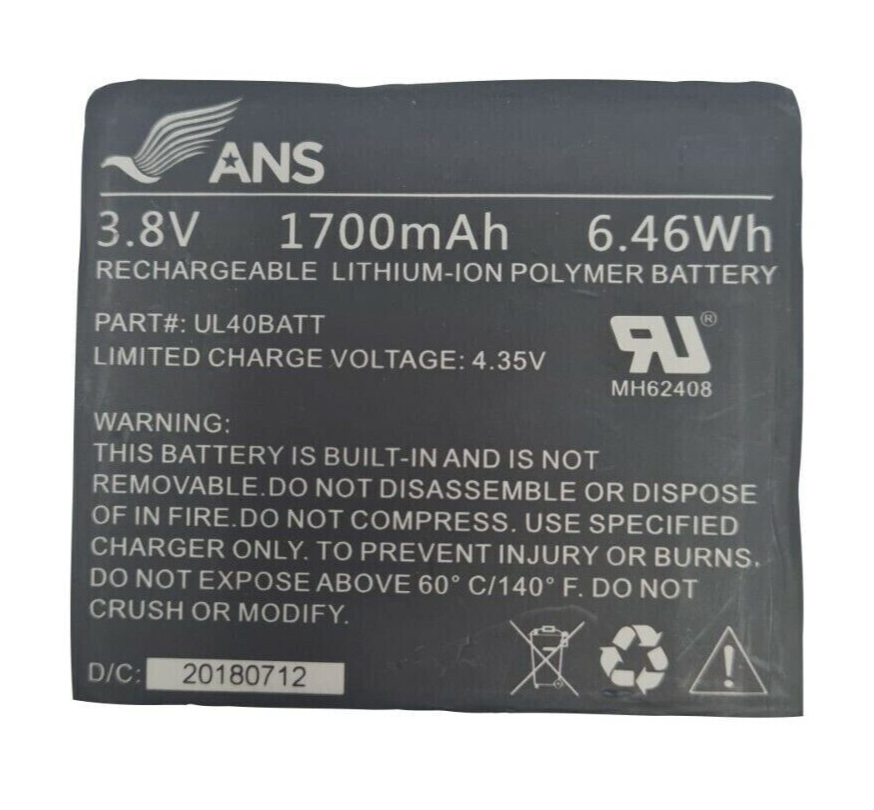 ANS
3.8V 1700mAh 6.46Wh
RECHARGEABLE LITHIUM-ION POLYMER BATTERY
PART#: UL40BATT
LIMITED CHARGE VOLTAGE: 4.35V
RU ®
MH62408
WARNING:
THIS BATTERY IS BUILT-IN AND IS NOT
REMOVABLE.DO NOT DISASSEMBLE OR DISPOSE
OF IN FIRE.DO NOT COMPRESS. USE SPECIFIED
CHARGER ONLY. TO PREVENT INJURY OR BURNS.
DO NOT EXPOSE ABOVE 60° C/140° F. DO NOT
CRUSH OR MODIFY.
D/C: 20180712